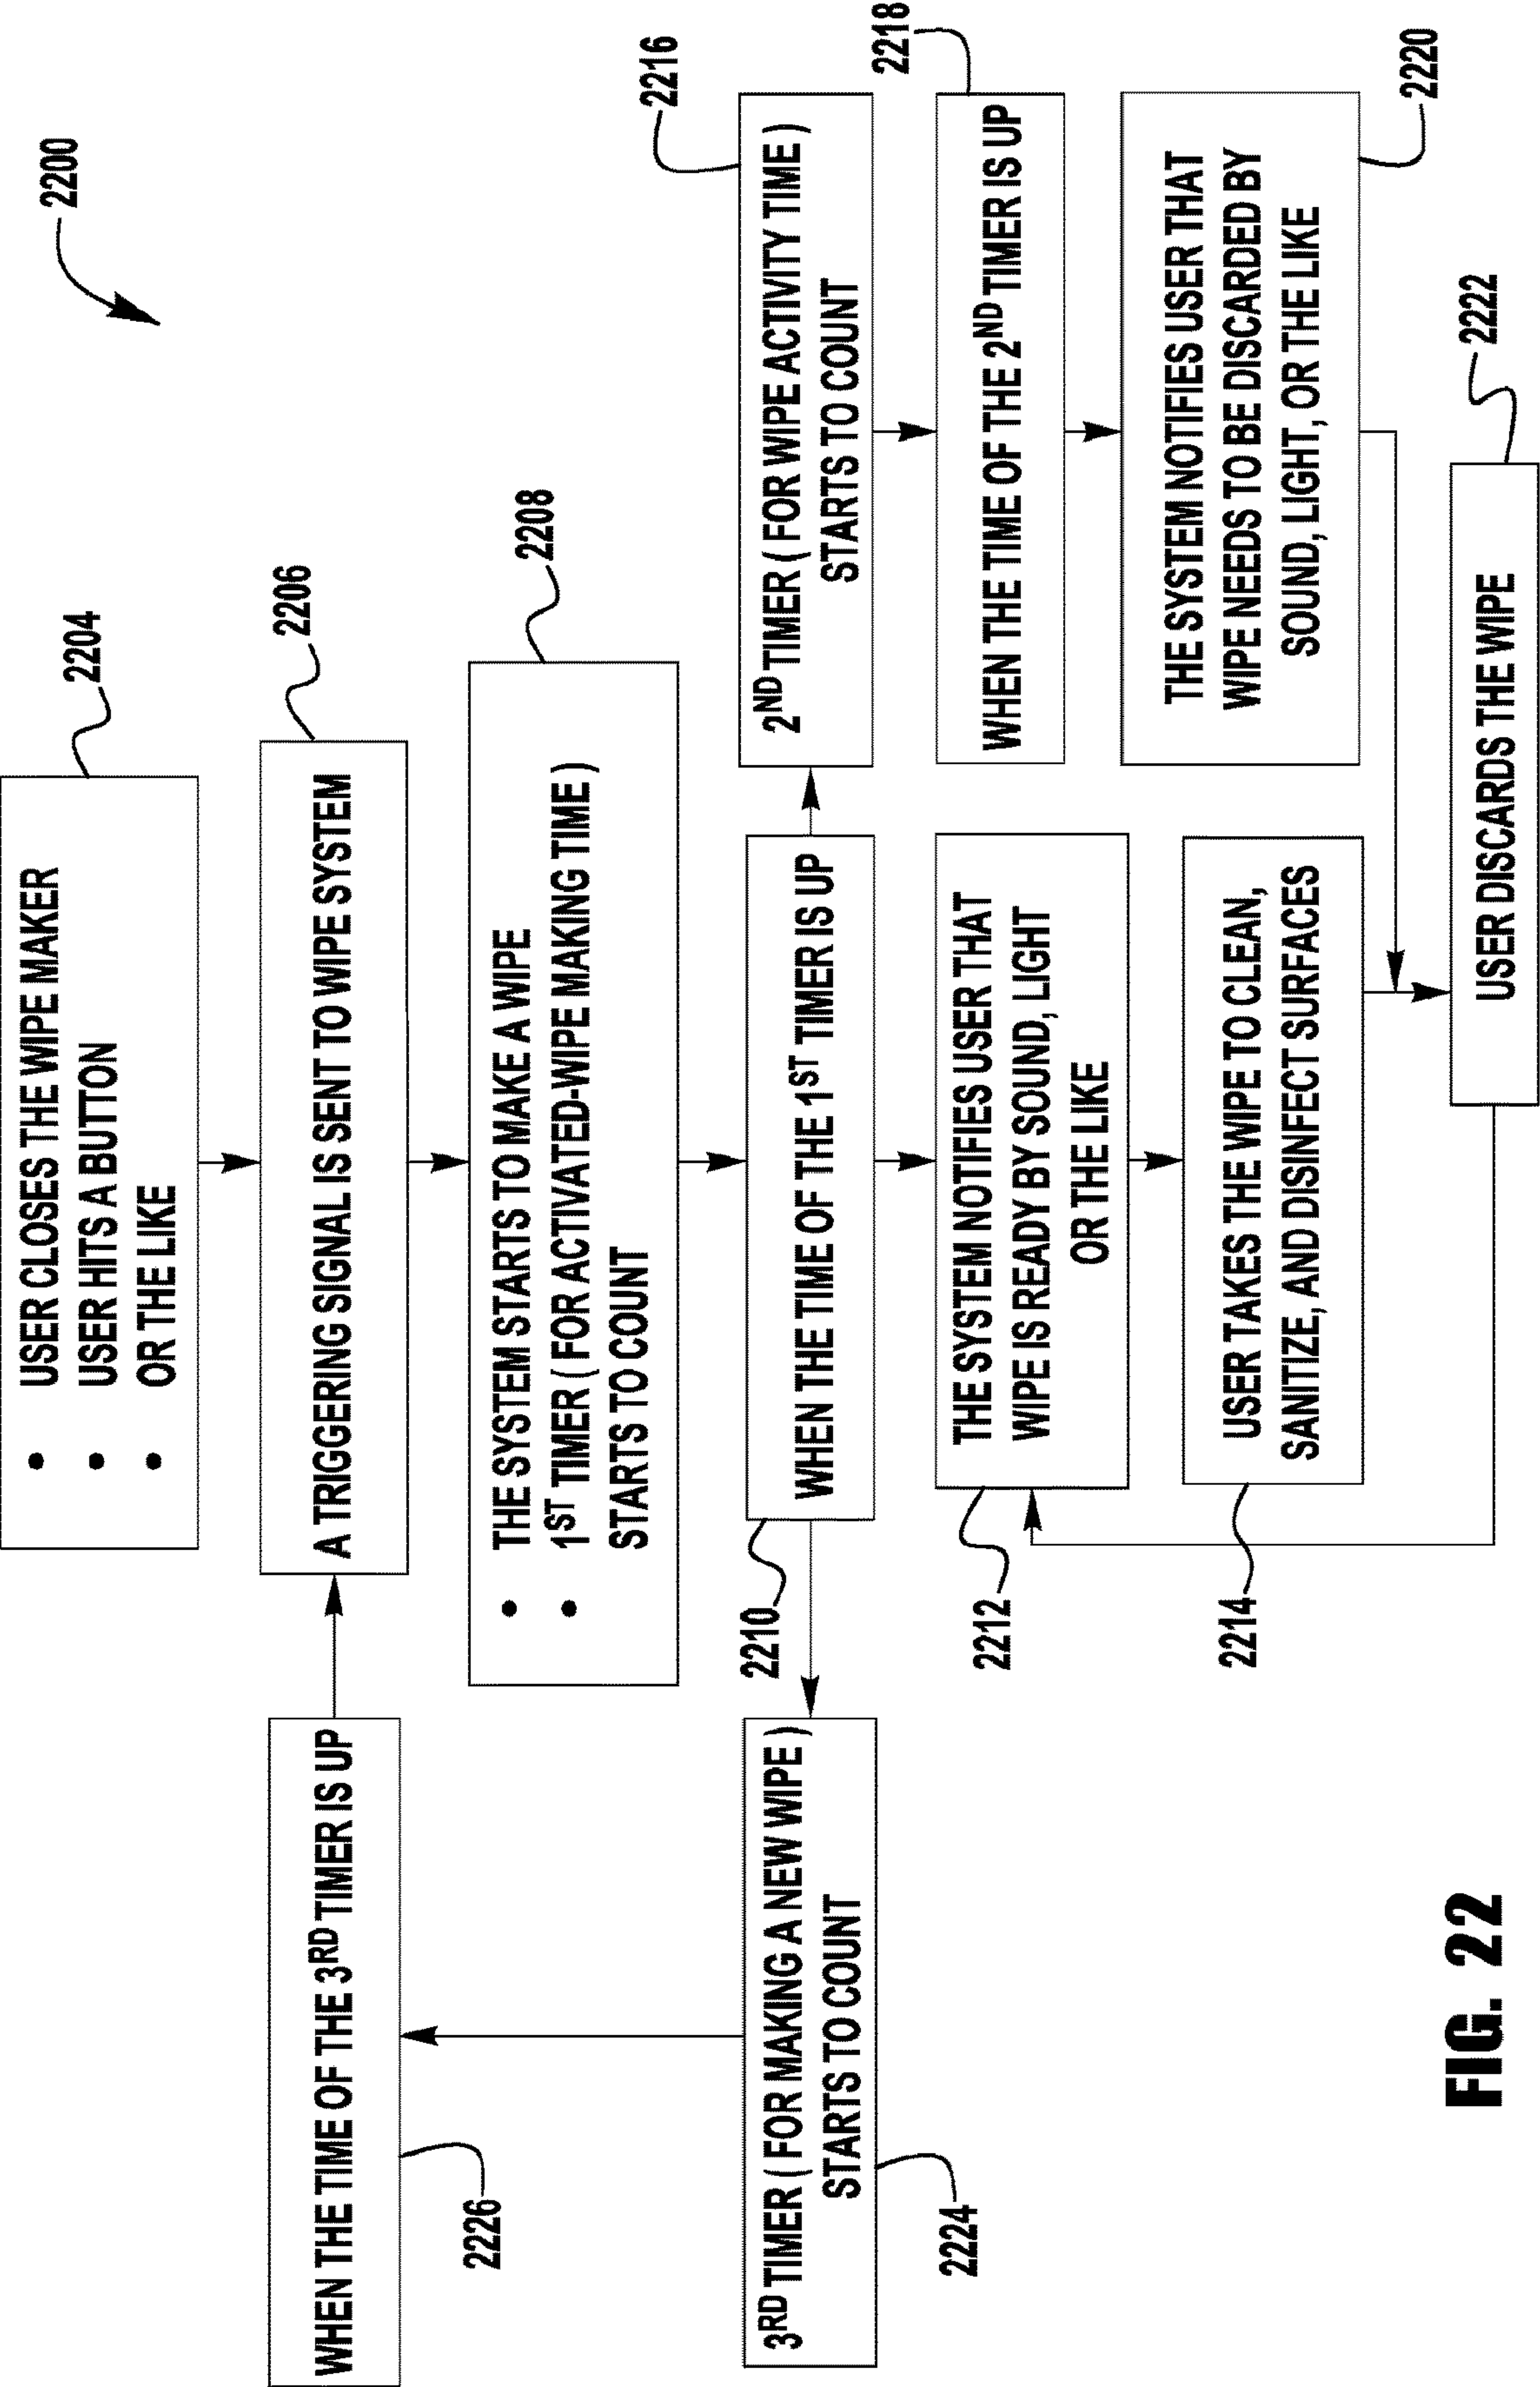 2200
• USER CLOSES THE WIPE MAKER
• USER HITS A BUTTON
• OR THE LIKE
2204
WHEN THE TIME OF THE 3RD TIMER IS UP
2226
A TRIGGERING SIGNAL IS SENT TO WIPE SYSTEM
2206
• THE SYSTEM STARTS TO MAKE A WIPE
• 1ST TIMER ( FOR ACTIVATED-WIPE MAKING TIME )
STARTS TO COUNT
2208
3RD TIMER ( FOR MAKING A NEW WIPE )
STARTS TO COUNT
2224
WHEN THE TIME OF THE 1ST TIMER IS UP
2210
2ND TIMER ( FOR WIPE ACTIVITY TIME )
STARTS TO COUNT
2216
THE SYSTEM NOTIFIES USER THAT
WIPE IS READY BY SOUND, LIGHT
OR THE LIKE
2212
WHEN THE TIME OF THE 2ND TIMER IS UP
2218
USER TAKES THE WIPE TO CLEAN,
SANITIZE, AND DISINFECT SURFACES
2214
THE SYSTEM NOTIFIES USER THAT
WIPE NEEDS TO BE DISCARDED BY
SOUND, LIGHT, OR THE LIKE
2220
USER DISCARDS THE WIPE
2222
FIG. 22